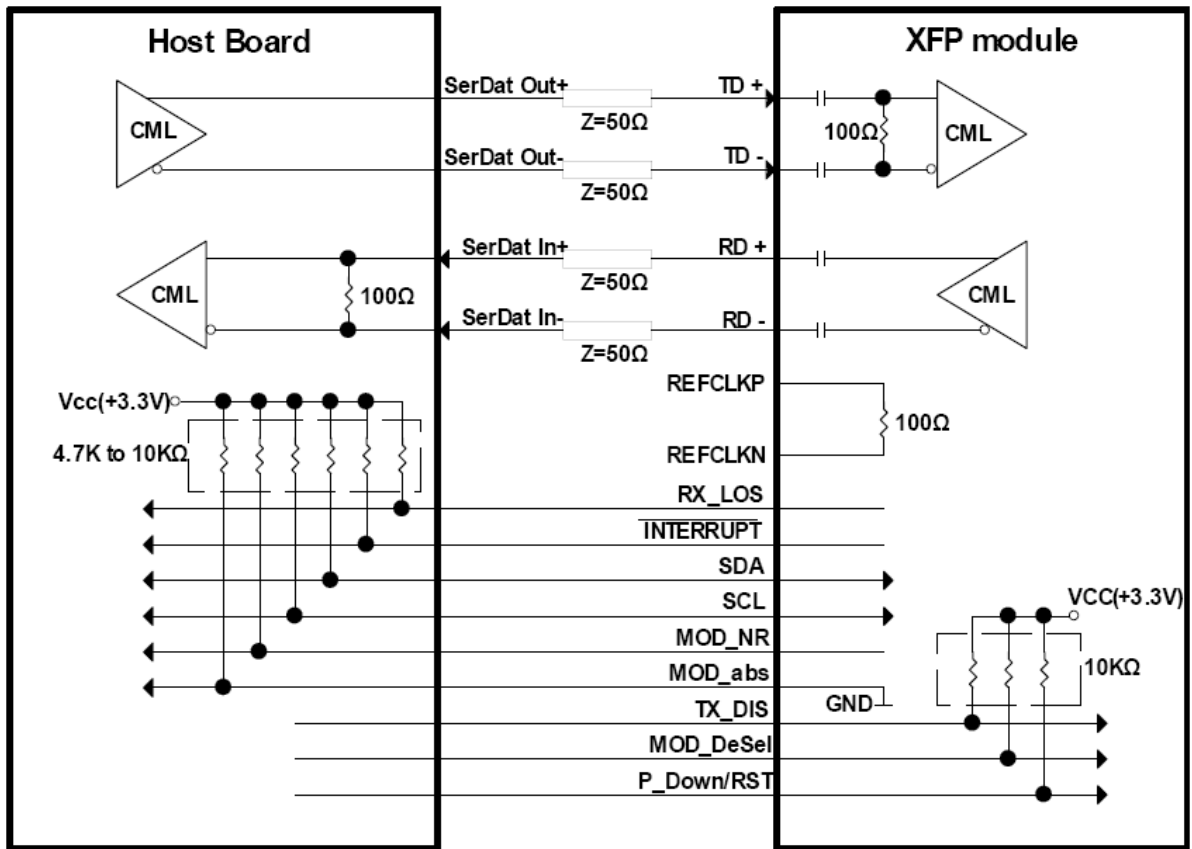 Host Board
XFP module
SerDat Out+
TD +
CML
Z=50Ω
100Ω
CML
SerDat Out-
TD -
Z=50Ω
SerDat In+
RD +
CML
100Ω
Z=50Ω
CML
SerDat In-
RD -
Z=50Ω
REFCLKP
Vcc(+3.3V)
100Ω
4.7K to 10KΩ
REFCLKN
RX_LOS
INTERRUPT
SDA
SCL
VCC(+3.3V)
MOD_NR
MOD_abs
10KΩ
GND
TX_DIS
MOD_DeSel
P_Down/RST